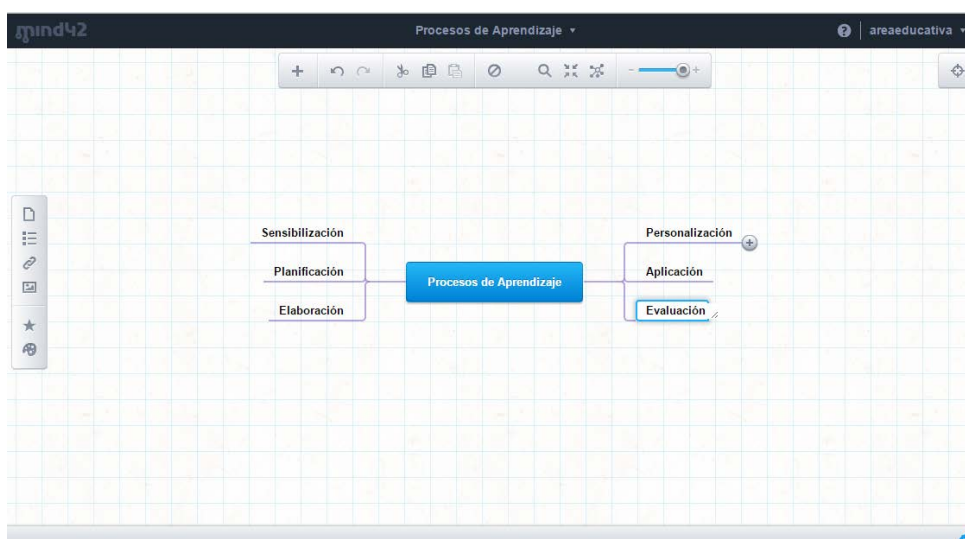 mind42
Procesos de Aprendizaje
areaeducativa
Sensibilización
Planificación
Elaboración
Procesos de Aprendizaje
Personalización
Aplicación
Evaluación